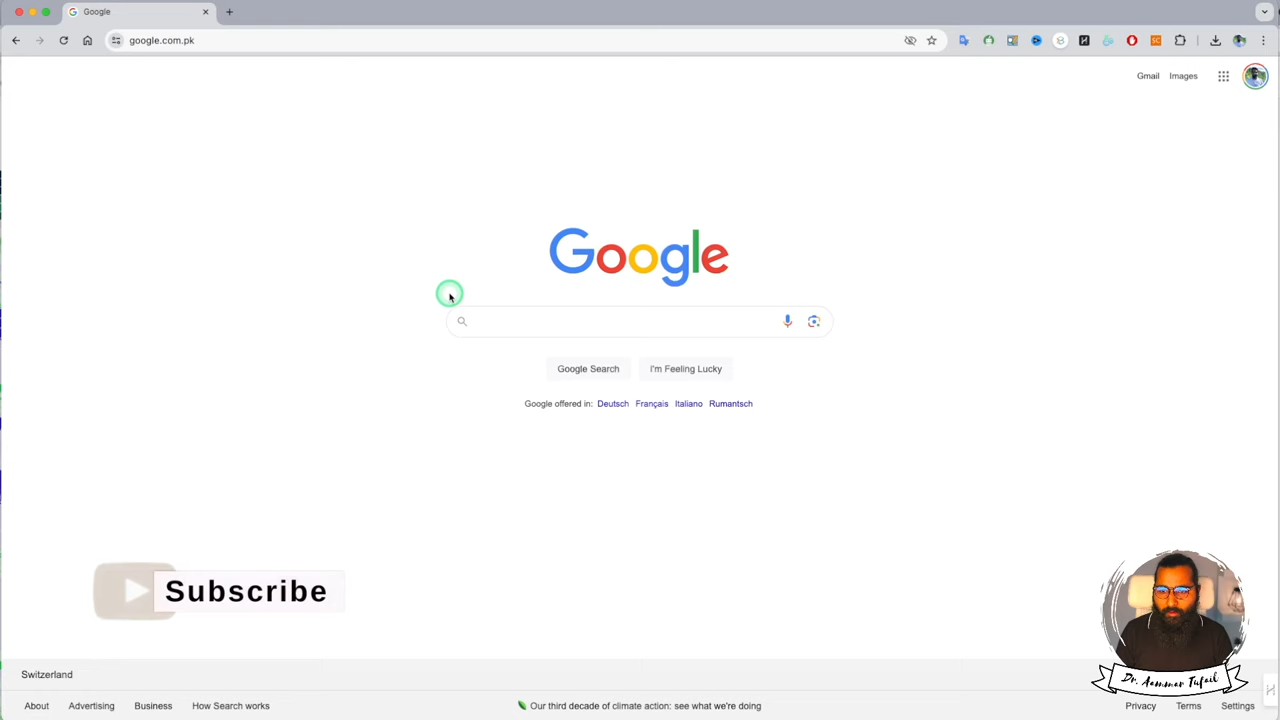 Google
google.com.pk
Gmail Images
Google
Google Search I'm Feeling Lucky
Google offered in: Deutsch Français Italiano Rumantsch
Subscribe
Dr. Aammar Tufail
Switzerland
About Advertising Business How Search works
Our third decade of climate action: see what we're doing
Privacy Terms Settings